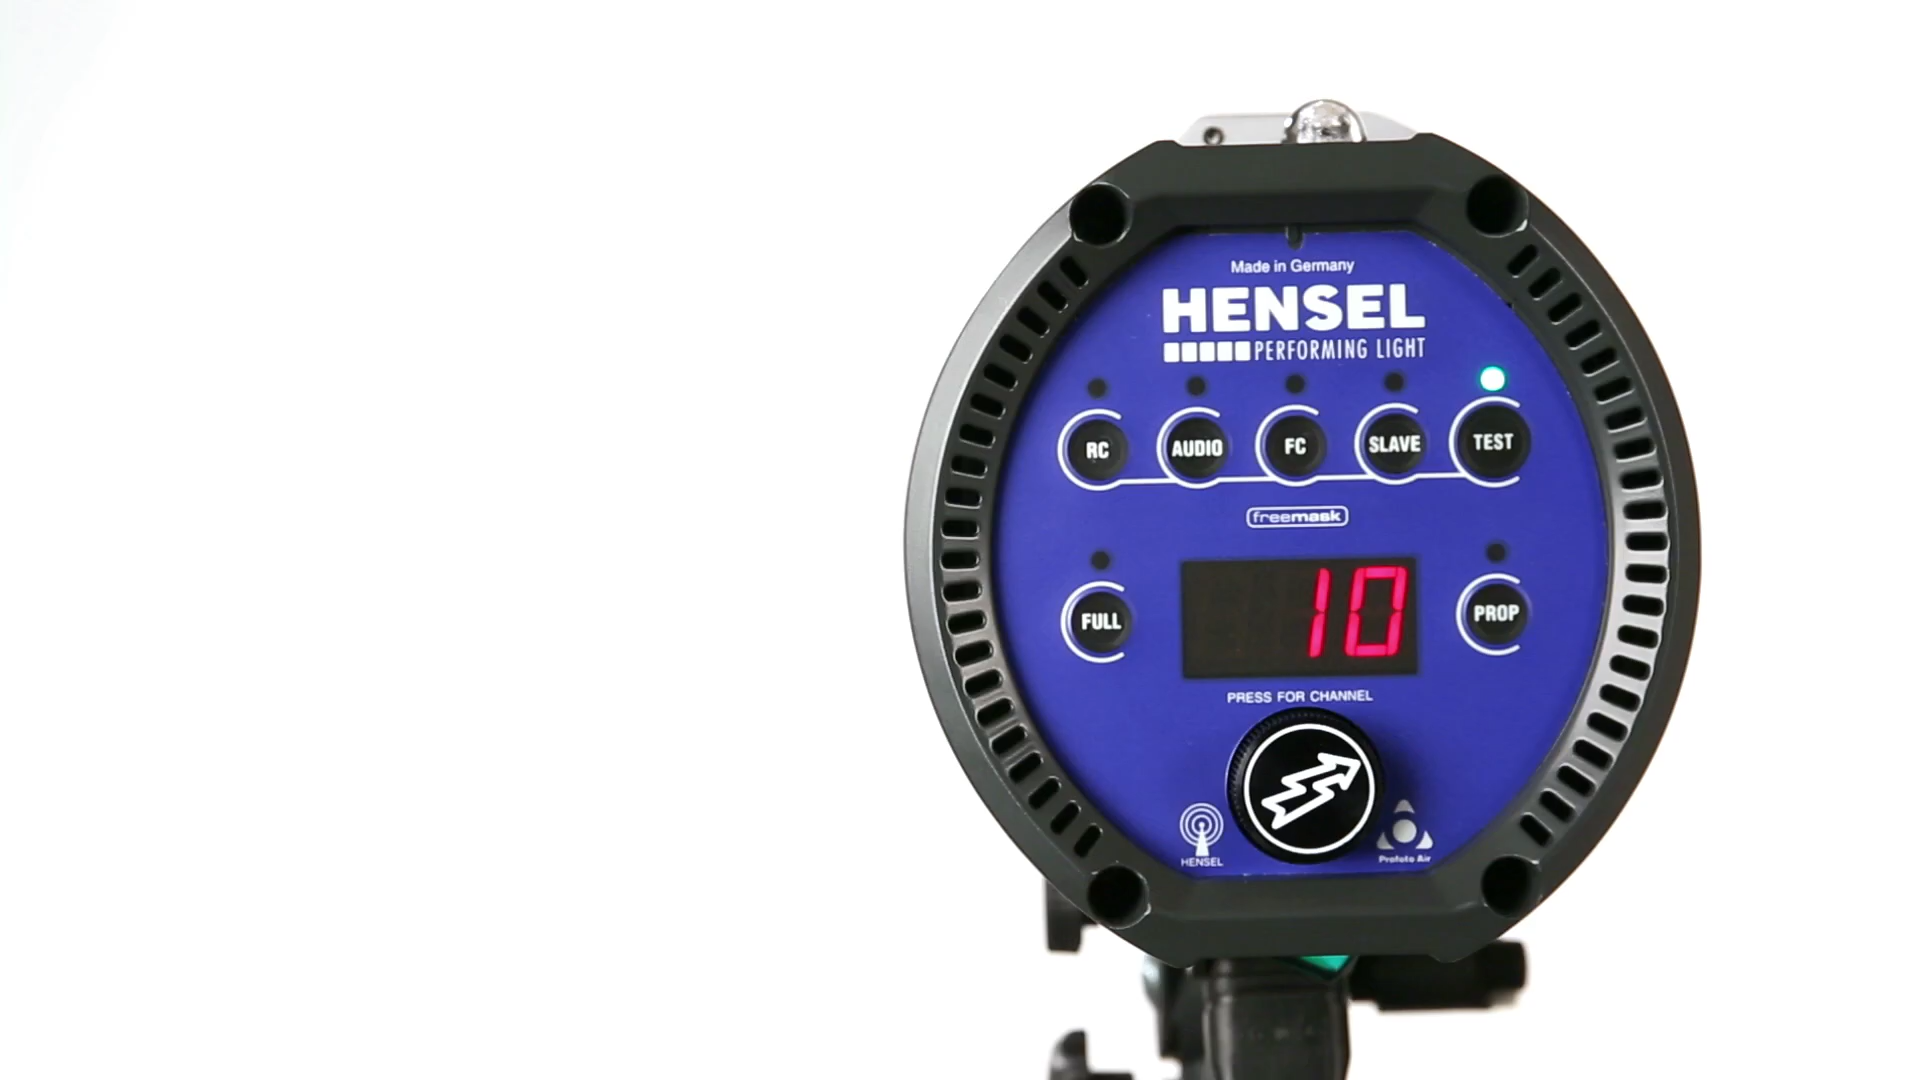 Made in Germany
HENSEL
PERFORMING LIGHT
RC AUDIO FC SLAVE TEST
freemask
FULL 10 PROP
PRESS FOR CHANNEL
HENSEL Profoto Air